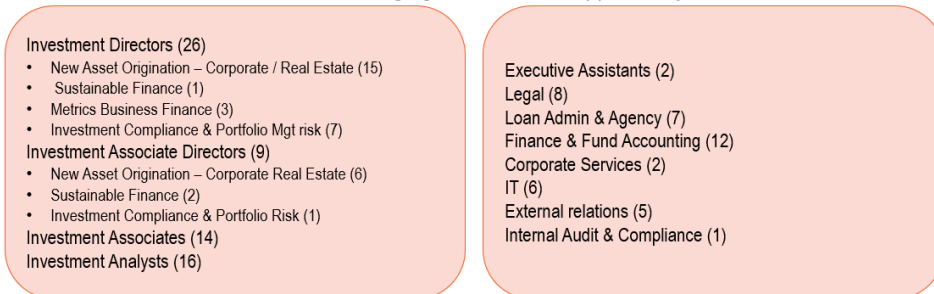 Investment Directors (26)
• New Asset Origination – Corporate / Real Estate (15)
• Sustainable Finance (1)
• Metrics Business Finance (3)
• Investment Compliance & Portfolio Mgt risk (7)
Investment Associate Directors (9)
• New Asset Origination – Corporate Real Estate (6)
• Sustainable Finance (2)
• Investment Compliance & Portfolio Risk (1)
Investment Associates (14)
Investment Analysts (16)
Executive Assistants (2)
Legal (8)
Loan Admin & Agency (7)
Finance & Fund Accounting (12)
Corporate Services (2)
IT (6)
External relations (5)
Internal Audit & Compliance (1)